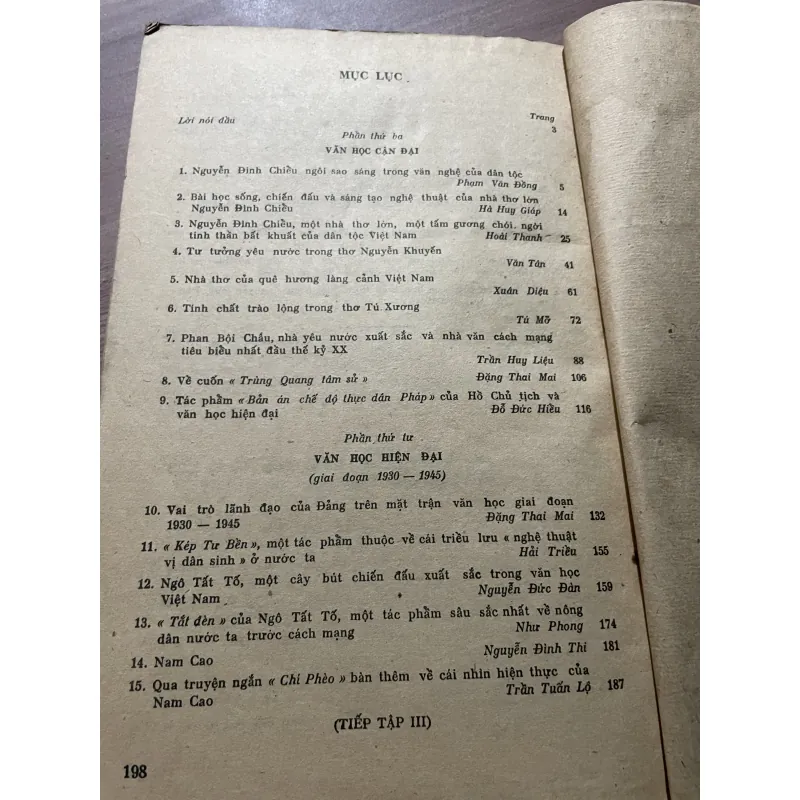 MỤC LỤC
Trang
Lời nói đầu 3
Phần thứ ba
VĂN HỌC CẬN ĐẠI
1. Nguyễn Đình Chiểu ngôi sao sáng trong văn nghệ của dân tộc
Phạm Văn Đồng 5
2. Bài học sống, chiến đấu và sáng tạo nghệ thuật của nhà thơ lớn
Nguyễn Đình Chiểu Hà Huy Giáp 14
3. Nguyễn Đình Chiểu, một nhà thơ lớn, một tấm gương chói ngời
tinh thần bất khuất của dân tộc Việt Nam Hoài Thanh 25
4. Tư tưởng yêu nước trong thơ Nguyễn Khuyến
Văn Tân 41
5. Nhà thơ của quê hương làng cảnh Việt Nam
Xuân Diệu 61
6. Tính chất trào lộng trong thơ Tú Xương
Tú Mỡ 72
7. Phan Bội Châu, nhà yêu nước xuất sắc và nhà văn cách mạng
tiêu biểu nhất đầu thế kỷ XX
Trần Huy Liệu 88
8. Về cuốn « Trùng Quang tâm sử » Đặng Thai Mai 106
9. Tác phẩm « Bản án chế độ thực dân Pháp » của Hồ Chủ tịch và
văn học hiện đại Đỗ Đức Hiểu 116
Phần thứ tư
VĂN HỌC HIỆN ĐẠI
(giai đoạn 1930 — 1945)
10. Vai trò lãnh đạo của Đảng trên mặt trận văn học giai đoạn
1930 — 1945 Đặng Thai Mai 132
11. « Kép Tư Bền », một tác phẩm thuộc về cái triều lưu « nghệ thuật
vị dân sinh » ở nước ta Hải Triều 155
12. Ngô Tất Tố, một cây bút chiến đấu xuất sắc trong văn học
Việt Nam Nguyễn Đức Đàn 159
13. « Tắt đèn » của Ngô Tất Tố, một tác phẩm sâu sắc nhất về nông
dân nước ta trước cách mạng Như Phong 174
14. Nam Cao Nguyễn Đình Thi 181
15. Qua truyện ngắn « Chí Phèo » bàn thêm về cái nhìn hiện thực của
Nam Cao Trần Tuấn Lộ 187
(TIẾP TẬP III)
198